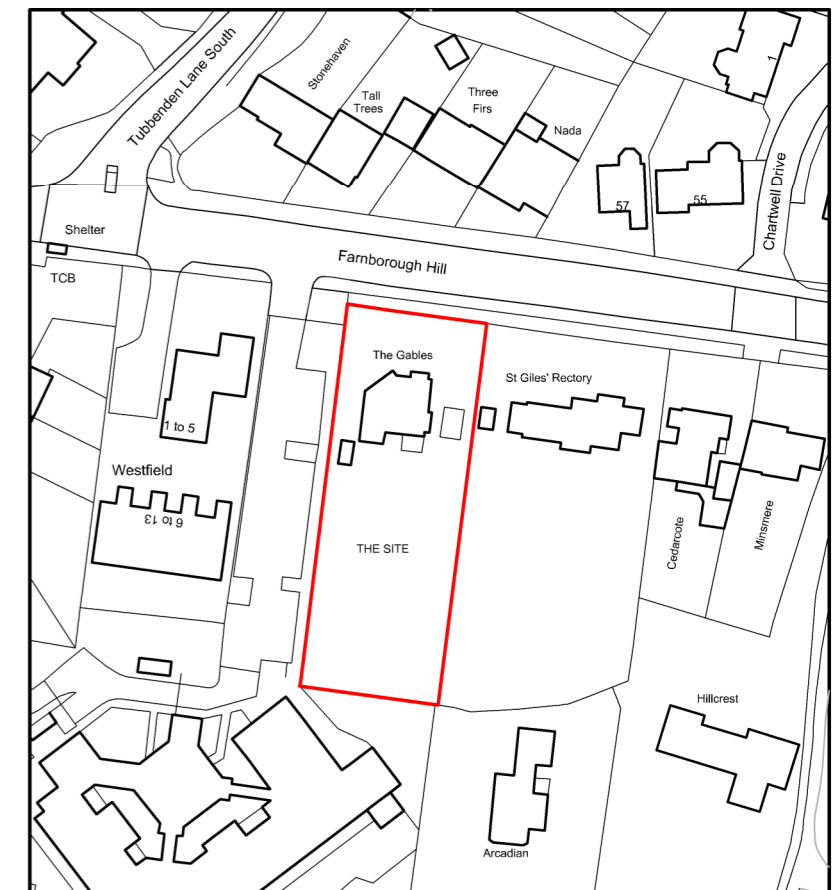 Tubbenden Lane South
Stonehaven
Tall
Trees
Three
Firs
Nada
1
57
55
Chartwell Drive
Shelter
TCB
Farnborough Hill
The Gables
St Giles' Rectory
1 to 5
Westfield
6 to 13
THE SITE
Cedarcote
Minsmere
Hillcrest
Arcadian